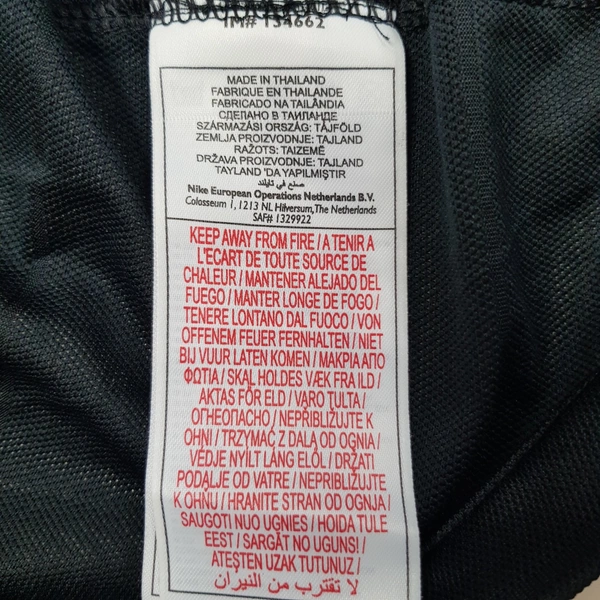 IM# 134662
MADE IN THAILAND
FABRIQUE EN THAILANDE
FABRICADO NA TAILÂNDIA
СДЕЛАНО В ТАИЛАНДЕ
SZÁRMAZÁSI ORSZÁG: TÁJFÖLD
ZEMLJA PROIZVODNJE: TAJLAND
RAŽOTS: TAIZEMĒ
DRŽAVA PROIZVODNJE: TAJLAND
TAYLAND 'DA YAPILMIŞTIR
صنع في تايلند
Nike European Operations Netherlands B.V.
Colosseum 1, 1213 NL Hilversum, The Netherlands
SAF# 1329922
KEEP AWAY FROM FIRE / A TENIR A
L'ECART DE TOUTE SOURCE DE
CHALEUR / MANTENER ALEJADO DEL
FUEGO / MANTER LONGE DE FOGO /
TENERE LONTANO DAL FUOCO / VON
OFFENEM FEUER FERNHALTEN / NIET
BIJ VUUR LATEN KOMEN / ΜΑΚΡΙΑ ΑΠΟ
ΦΩΤΙΑ / SKAL HOLDES VÆK FRA ILD /
AKTAS FÖR ELD / VARO TULTA /
ОГНЕОПАСНО / NEPŘIBLIŽUJTE K
OHNI / TRZYMAĆ Z DALA OD OGNIA /
VÉDJE NYÍLT LÁNG ELŐL / DRŽATI
PODALJE OD VATRE / NEPRIBLIŽUJTE
K OHŇU / HRANITE STRAN OD OGNJA /
SAUGOTI NUO UGNIES / HOIDA TULE
EEST / SARGĀT NO UGUNS! /
ATEŞTEN UZAK TUTUNUZ /
لا تقترب من النيران